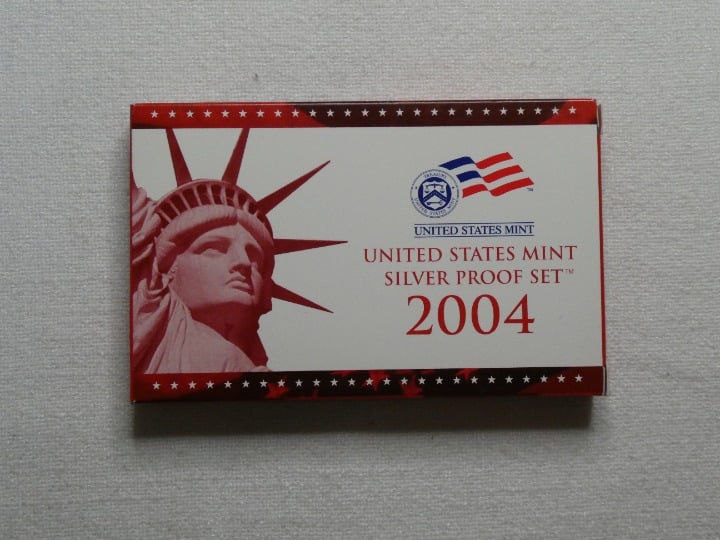 UNITED STATES MINT
UNITED STATES MINT
SILVER PROOF SET™
2004